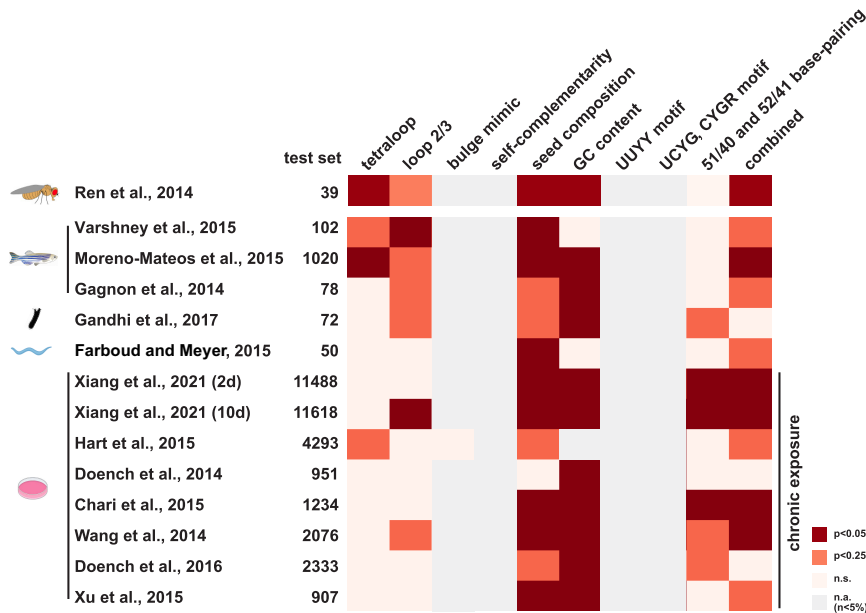 tetraloop
loop 2/3
bulge mimic
self-complementarity
seed composition
GC content
UUYY motif
UCYG, CYGR motif
51/40 and 52/41 base-pairing
combined
test set
Ren et al., 2014 39
Varshney et al., 2015 102
Moreno-Mateos et al., 2015 1020
Gagnon et al., 2014 78
Gandhi et al., 2017 72
Farboud and Meyer, 2015 50
Xiang et al., 2021 (2d) 11488
Xiang et al., 2021 (10d) 11618
Hart et al., 2015 4293
Doench et al., 2014 951
Chari et al., 2015 1234
Wang et al., 2014 2076
Doench et al., 2016 2333
Xu et al., 2015 907
chronic exposure
p<0.05
p<0.25
n.s.
n.a.
(n<5%)